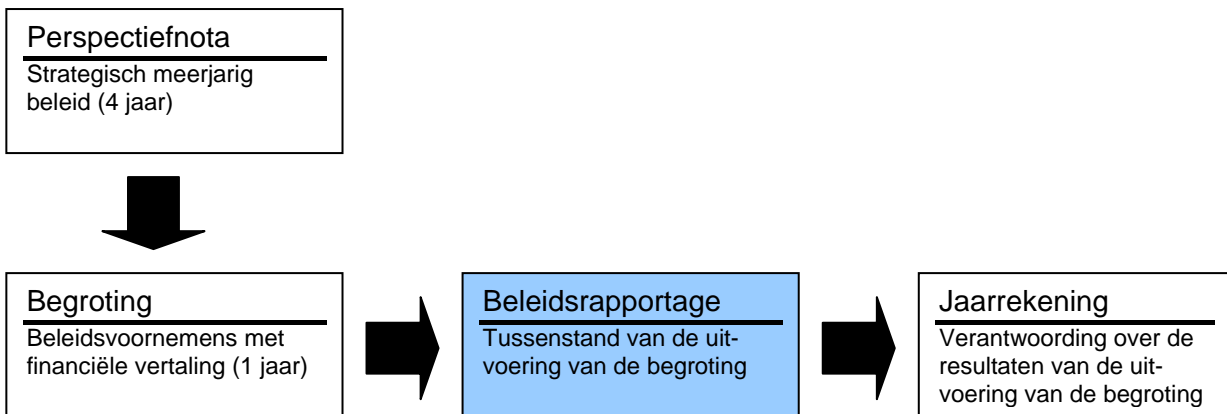 Perspectiefnota
Strategisch meerjarig
beleid (4 jaar)
Begroting
Beleidsvoornemens met
financiële vertaling (1 jaar)
Beleidsrapportage
Tussenstand van de uit-
voering van de begroting
Jaarrekening
Verantwoording over de
resultaten van de uit-
voering van de begroting